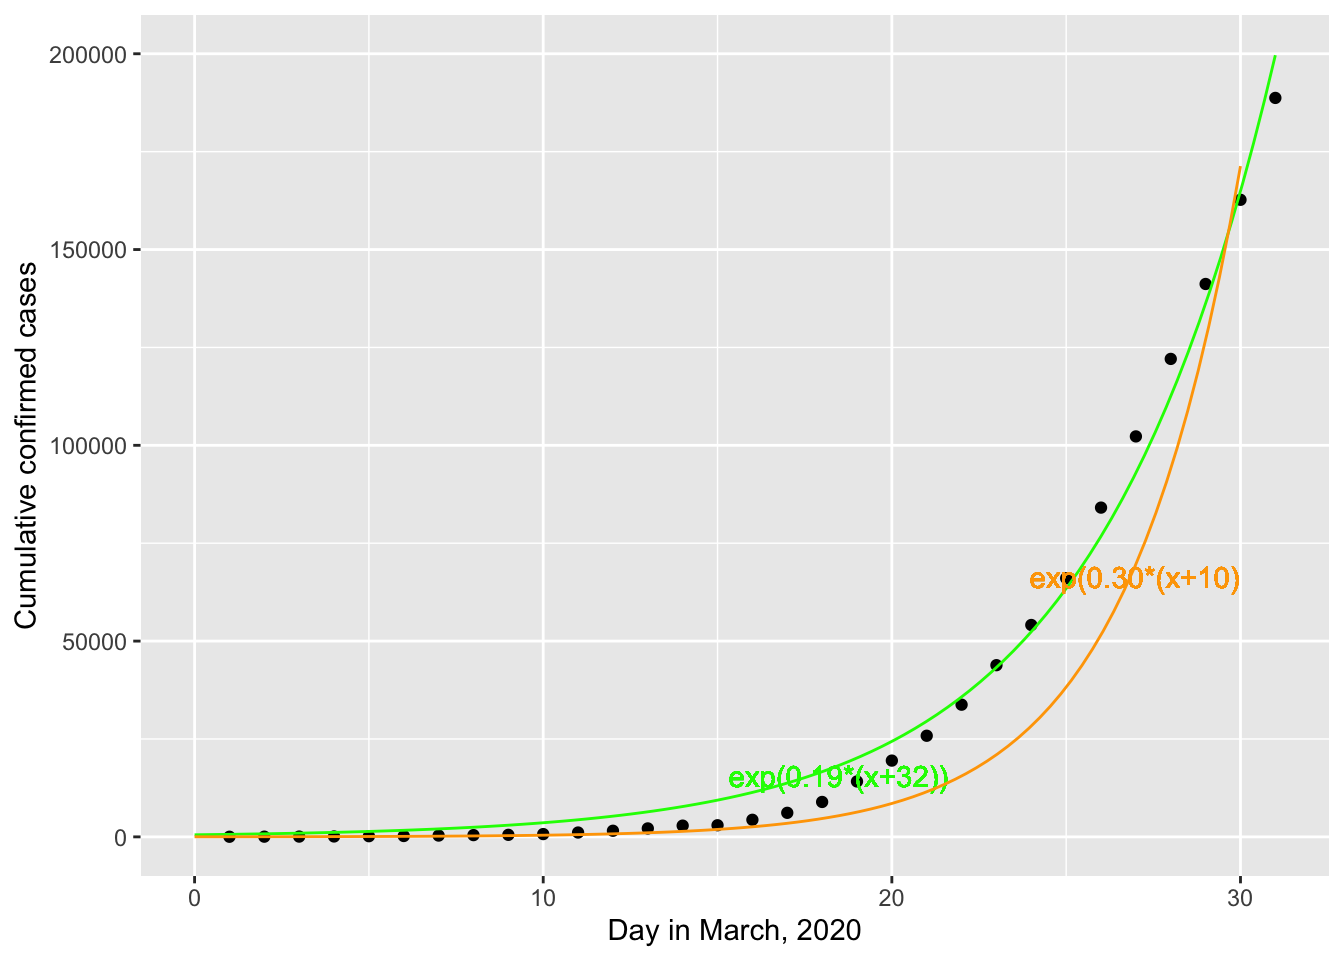 200000
150000
100000
50000
0
Cumulative confirmed cases
exp(0.30*(x+10)
exp(0.19*(x+32))
0 10 20 30
Day in March, 2020